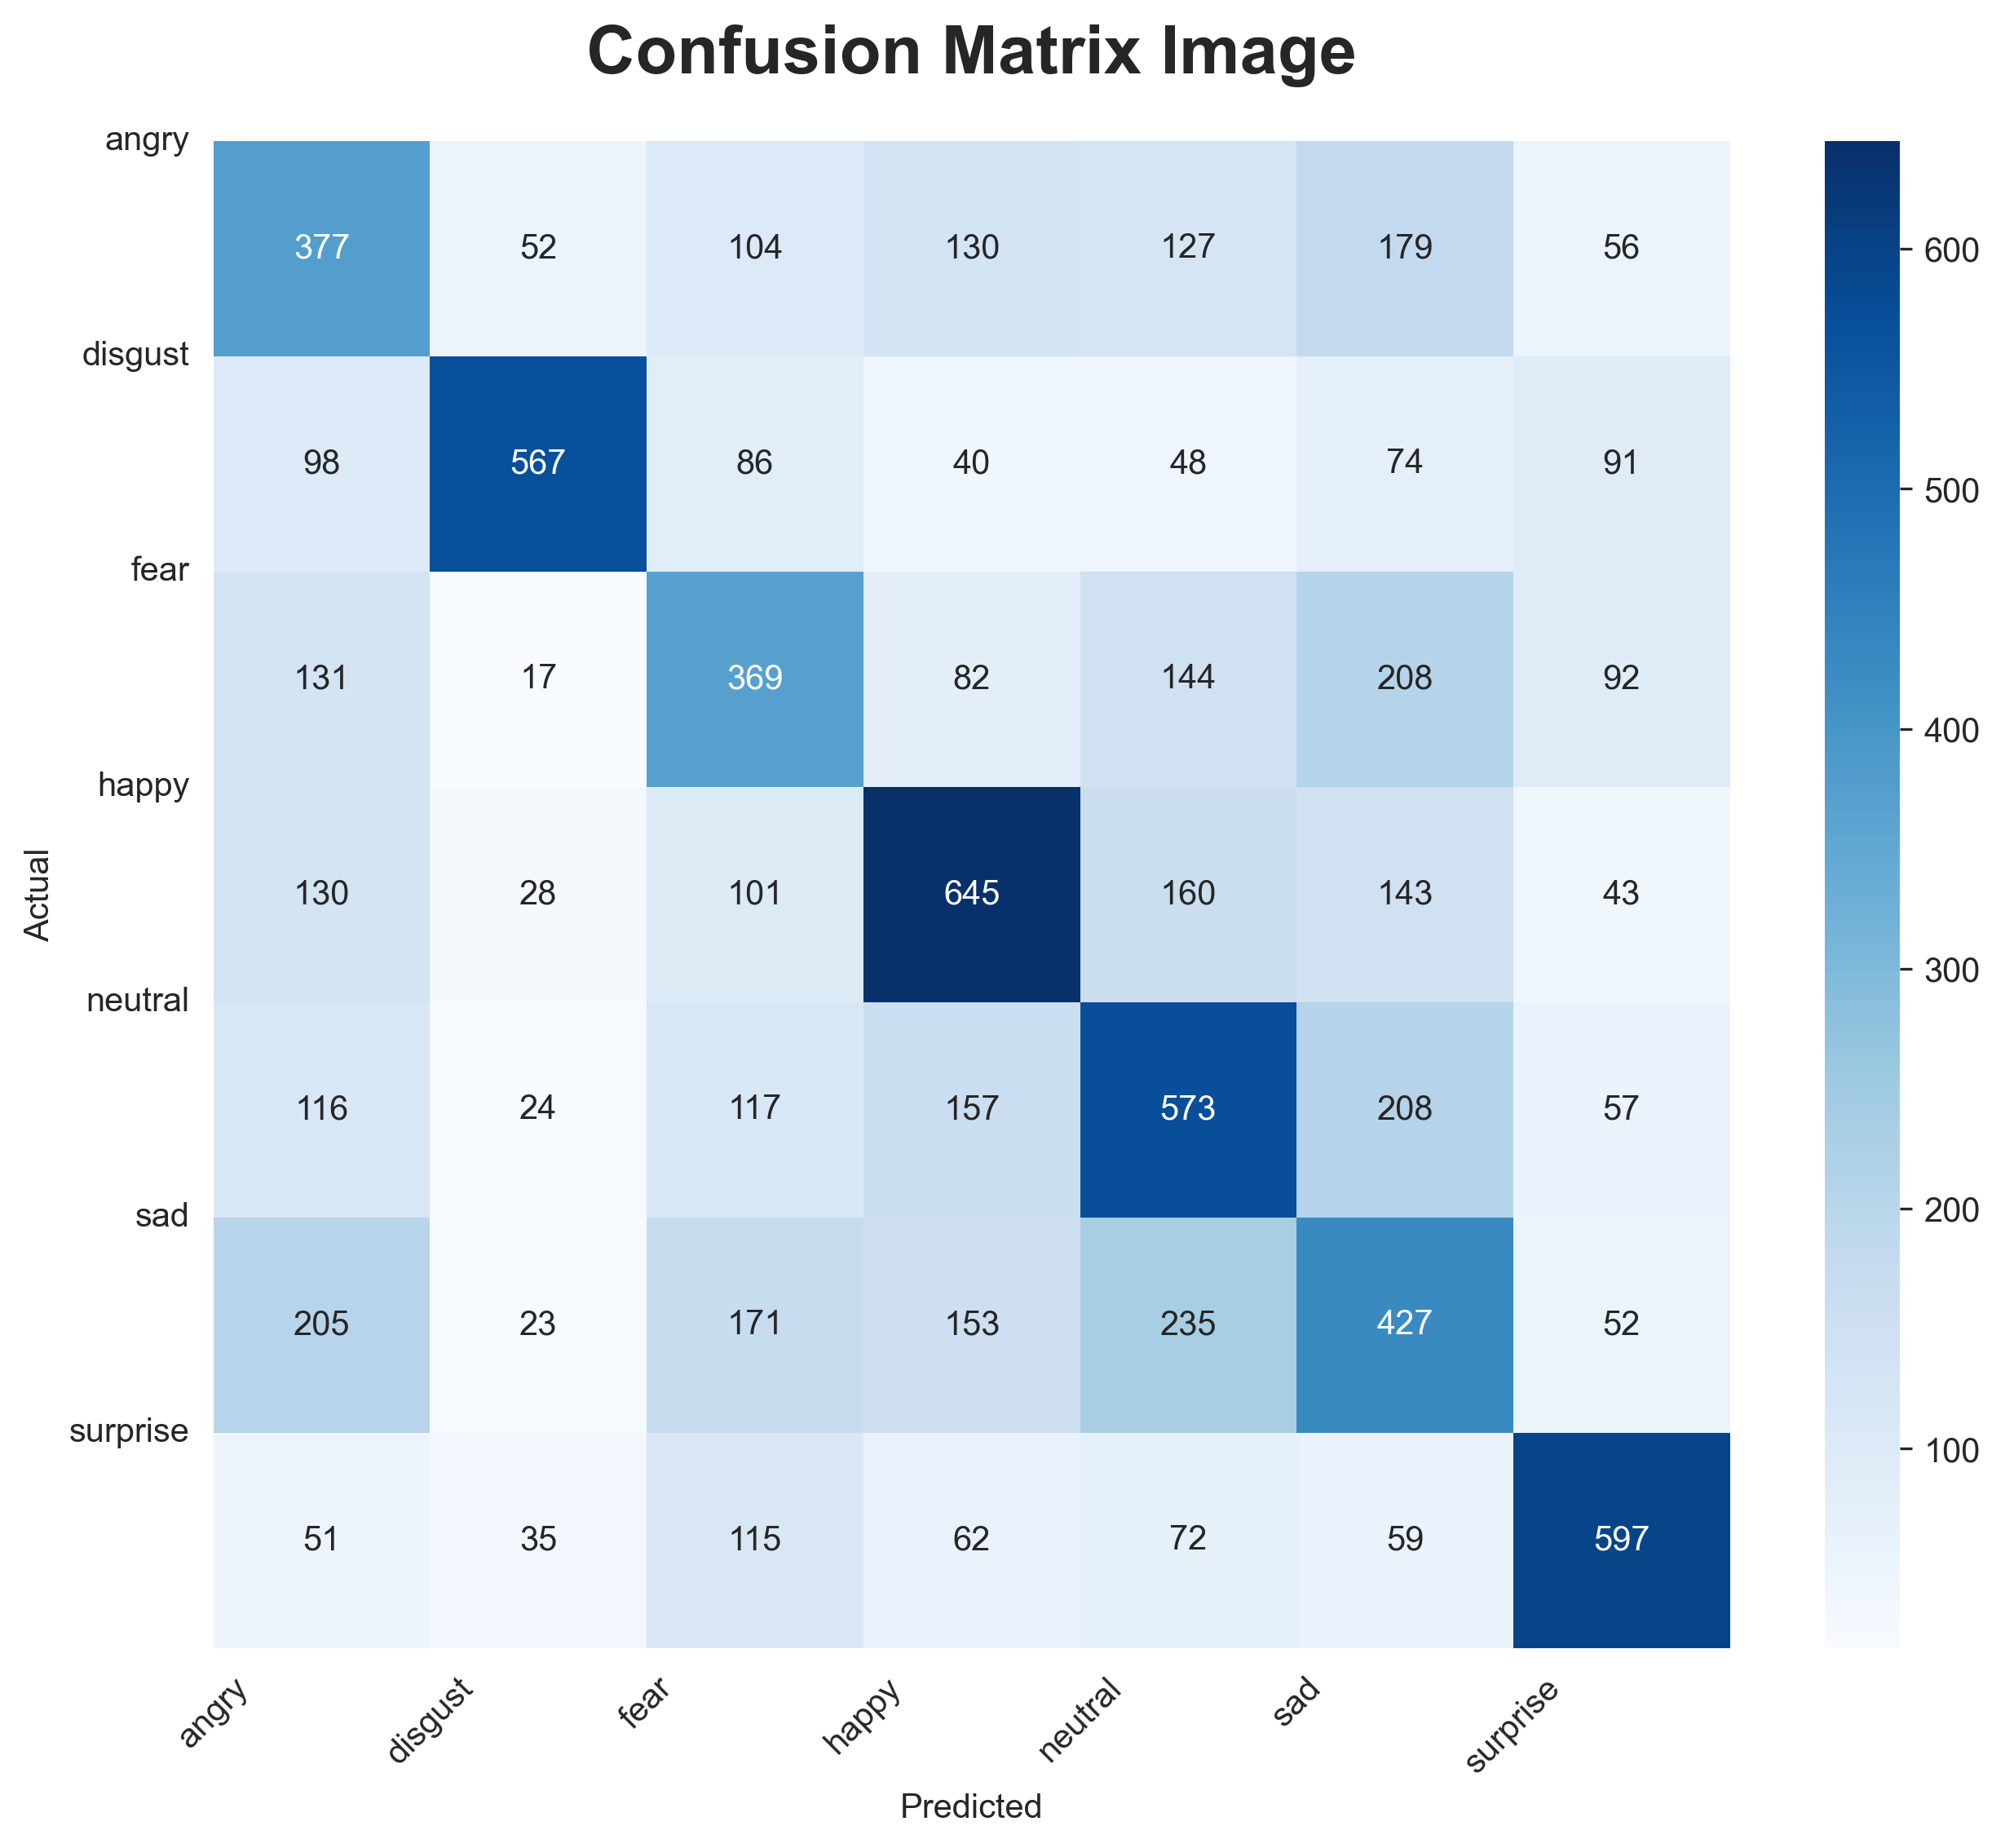 Confusion Matrix Image
angry
377 52 104 130 127 179 56
disgust
98 567 86 40 48 74 91
fear
131 17 369 82 144 208 92
happy
130 28 101 645 160 143 43
neutral
116 24 117 157 573 208 57
sad
205 23 171 153 235 427 52
surprise
51 35 115 62 72 59 597
Actual
angry disgust fear happy neutral sad surprise
Predicted
600
500
400
300
200
100